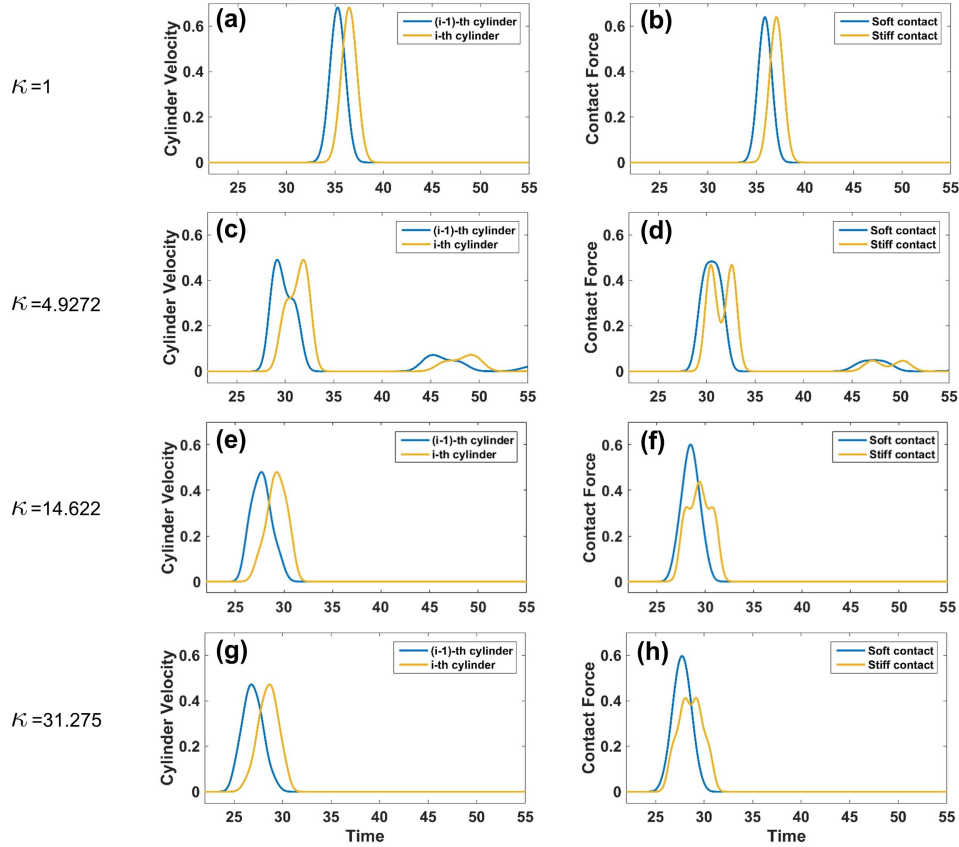 κ=1
(a)
Cylinder Velocity
0.6
0.4
0.2
0
(i-1)-th cylinder
i-th cylinder
25 30 35 40 45 50 55
(b)
Contact Force
0.6
0.4
0.2
0
Soft contact
Stiff contact
25 30 35 40 45 50 55
κ=4.9272
(c)
Cylinder Velocity
0.6
0.4
0.2
0
(i-1)-th cylinder
i-th cylinder
25 30 35 40 45 50 55
(d)
Contact Force
0.6
0.4
0.2
0
Soft contact
Stiff contact
25 30 35 40 45 50 55
κ=14.622
(e)
Cylinder Velocity
0.6
0.4
0.2
0
(i-1)-th cylinder
i-th cylinder
25 30 35 40 45 50 55
(f)
Contact Force
0.6
0.4
0.2
0
Soft contact
Stiff contact
25 30 35 40 45 50 55
κ=31.275
(g)
Cylinder Velocity
0.6
0.4
0.2
0
(i-1)-th cylinder
i-th cylinder
25 30 35 40 45 50 55
Time
(h)
Contact Force
0.6
0.4
0.2
0
Soft contact
Stiff contact
25 30 35 40 45 50 55
Time